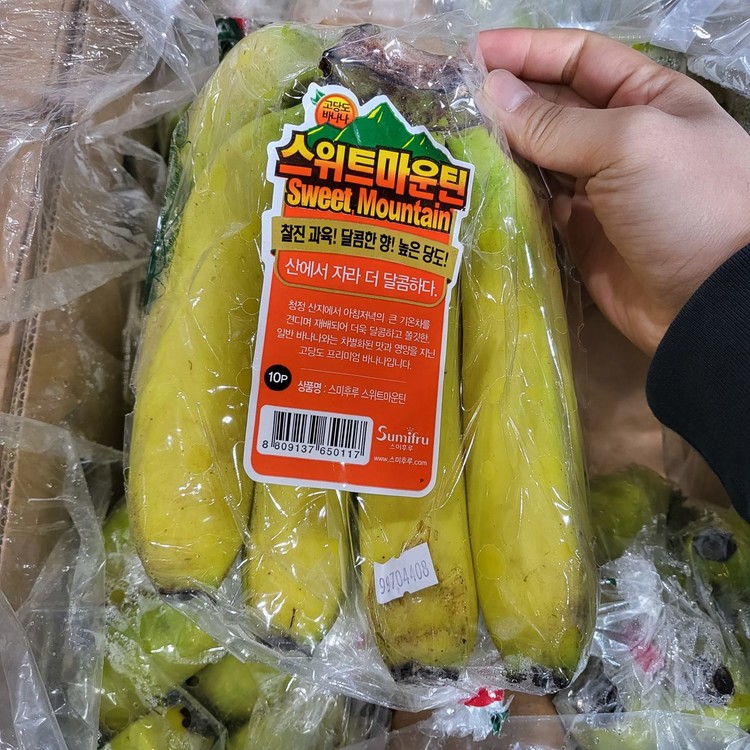 고당도
바나나
스위트마운틴
Sweet Mountain
찰진 과육! 달콤한 향! 높은 당도!
산에서 자라 더 달콤하다.
청정 산지에서 아침저녁의 큰 기온차를
견디며 재배되어 더욱 달콤하고 쫄깃한,
일반 바나나와는 차별화된 맛과 영양을 지닌
고당도 프리미엄 바나나입니다.
10P
상품명 : 스미후루 스위트마운틴
8 809137 650117
Sumifru
스미후루
www.스미후루.com
P
99704408